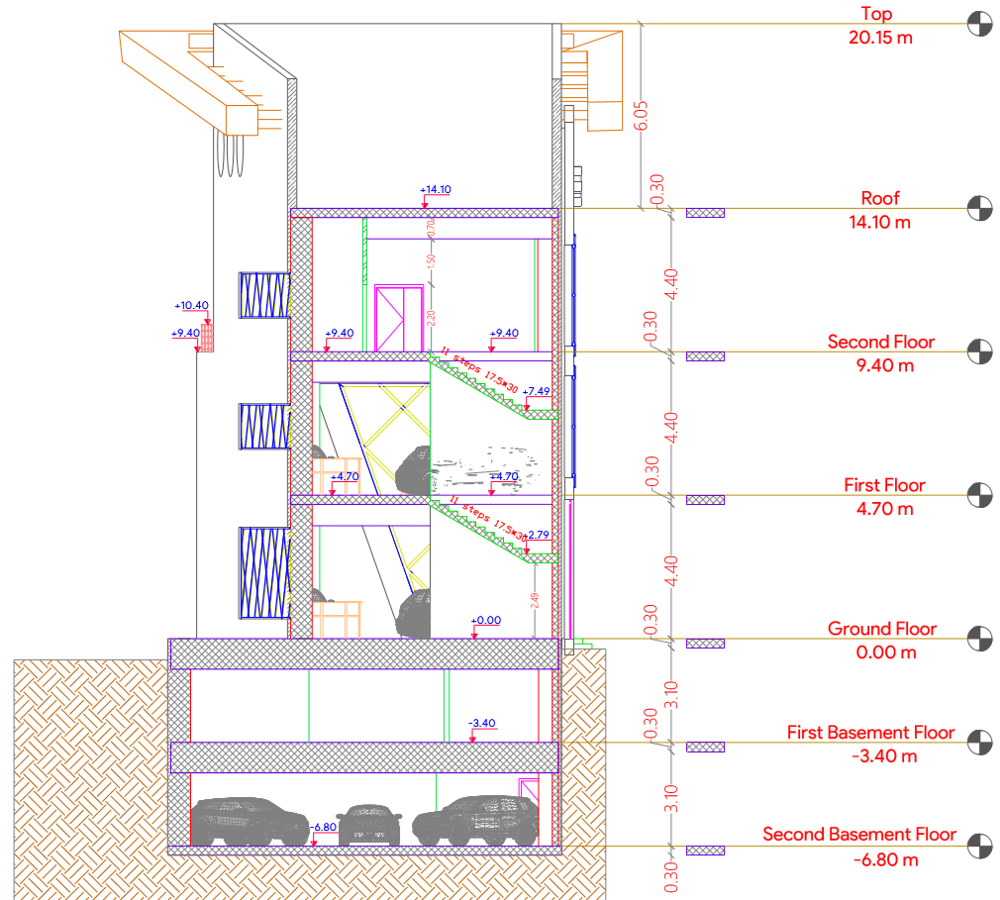 Top
20.15 m
6.05
0.30
+14.10
Roof
14.10 m
0.70
1.50
4.40
+10.40
2.20
+9.40
+9.40
+9.40
0.30
Second Floor
9.40 m
11 steps 17.5*30
+7.49
4.40
+4.70
+4.70
0.30
First Floor
4.70 m
11 steps 17.5*30
+2.79
4.40
2.49
+0.00
0.30
Ground Floor
0.00 m
3.10
-3.40
0.30
First Basement Floor
-3.40 m
3.10
-6.80
Second Basement Floor
-6.80 m
0.30